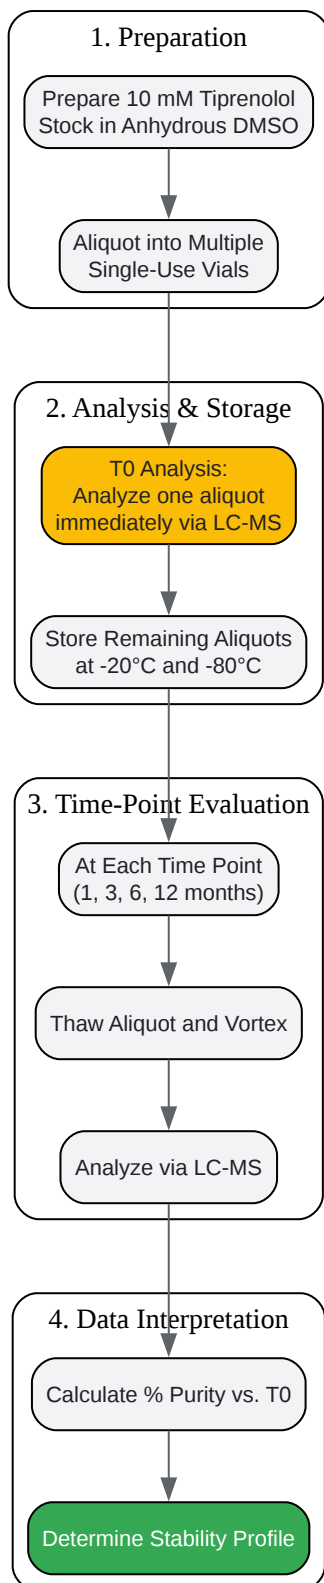 1. Preparation
Prepare 10 mM Tiprenolol
Stock in Anhydrous DMSO
Aliquot into Multiple
Single-Use Vials
2. Analysis & Storage
T0 Analysis:
Analyze one aliquot
immediately via LC-MS
Store Remaining Aliquots
at -20°C and -80°C
3. Time-Point Evaluation
At Each Time Point
(1, 3, 6, 12 months)
Thaw Aliquot and Vortex
Analyze via LC-MS
4. Data Interpretation
Calculate % Purity vs. T0
Determine Stability Profile